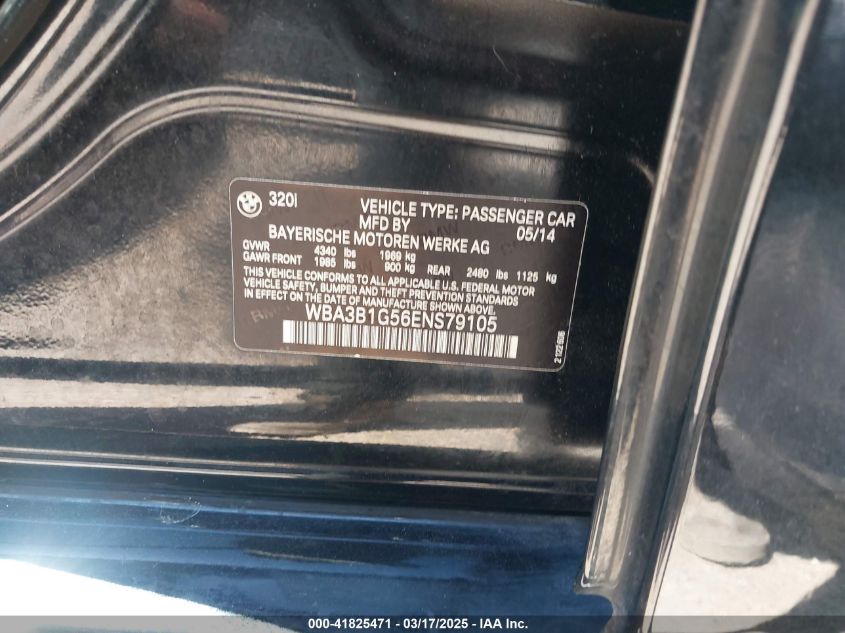 320i
VEHICLE TYPE: PASSENGER CAR
MFD BY 05/14
BAYERISCHE MOTOREN WERKE AG
GVWR 4340 lbs 1969 kg
GAWR FRONT 1985 lbs 900 kg REAR 2480 lbs 1125 kg
THIS VEHICLE CONFORMS TO ALL APPLICABLE U.S. FEDERAL MOTOR
VEHICLE SAFETY, BUMPER AND THEFT PREVENTION STANDARDS
IN EFFECT ON THE DATE OF MANUFACTURE SHOWN ABOVE.
WBA3B1G56ENS79105
000-41825471 - 03/17/2025 - IAA Inc.